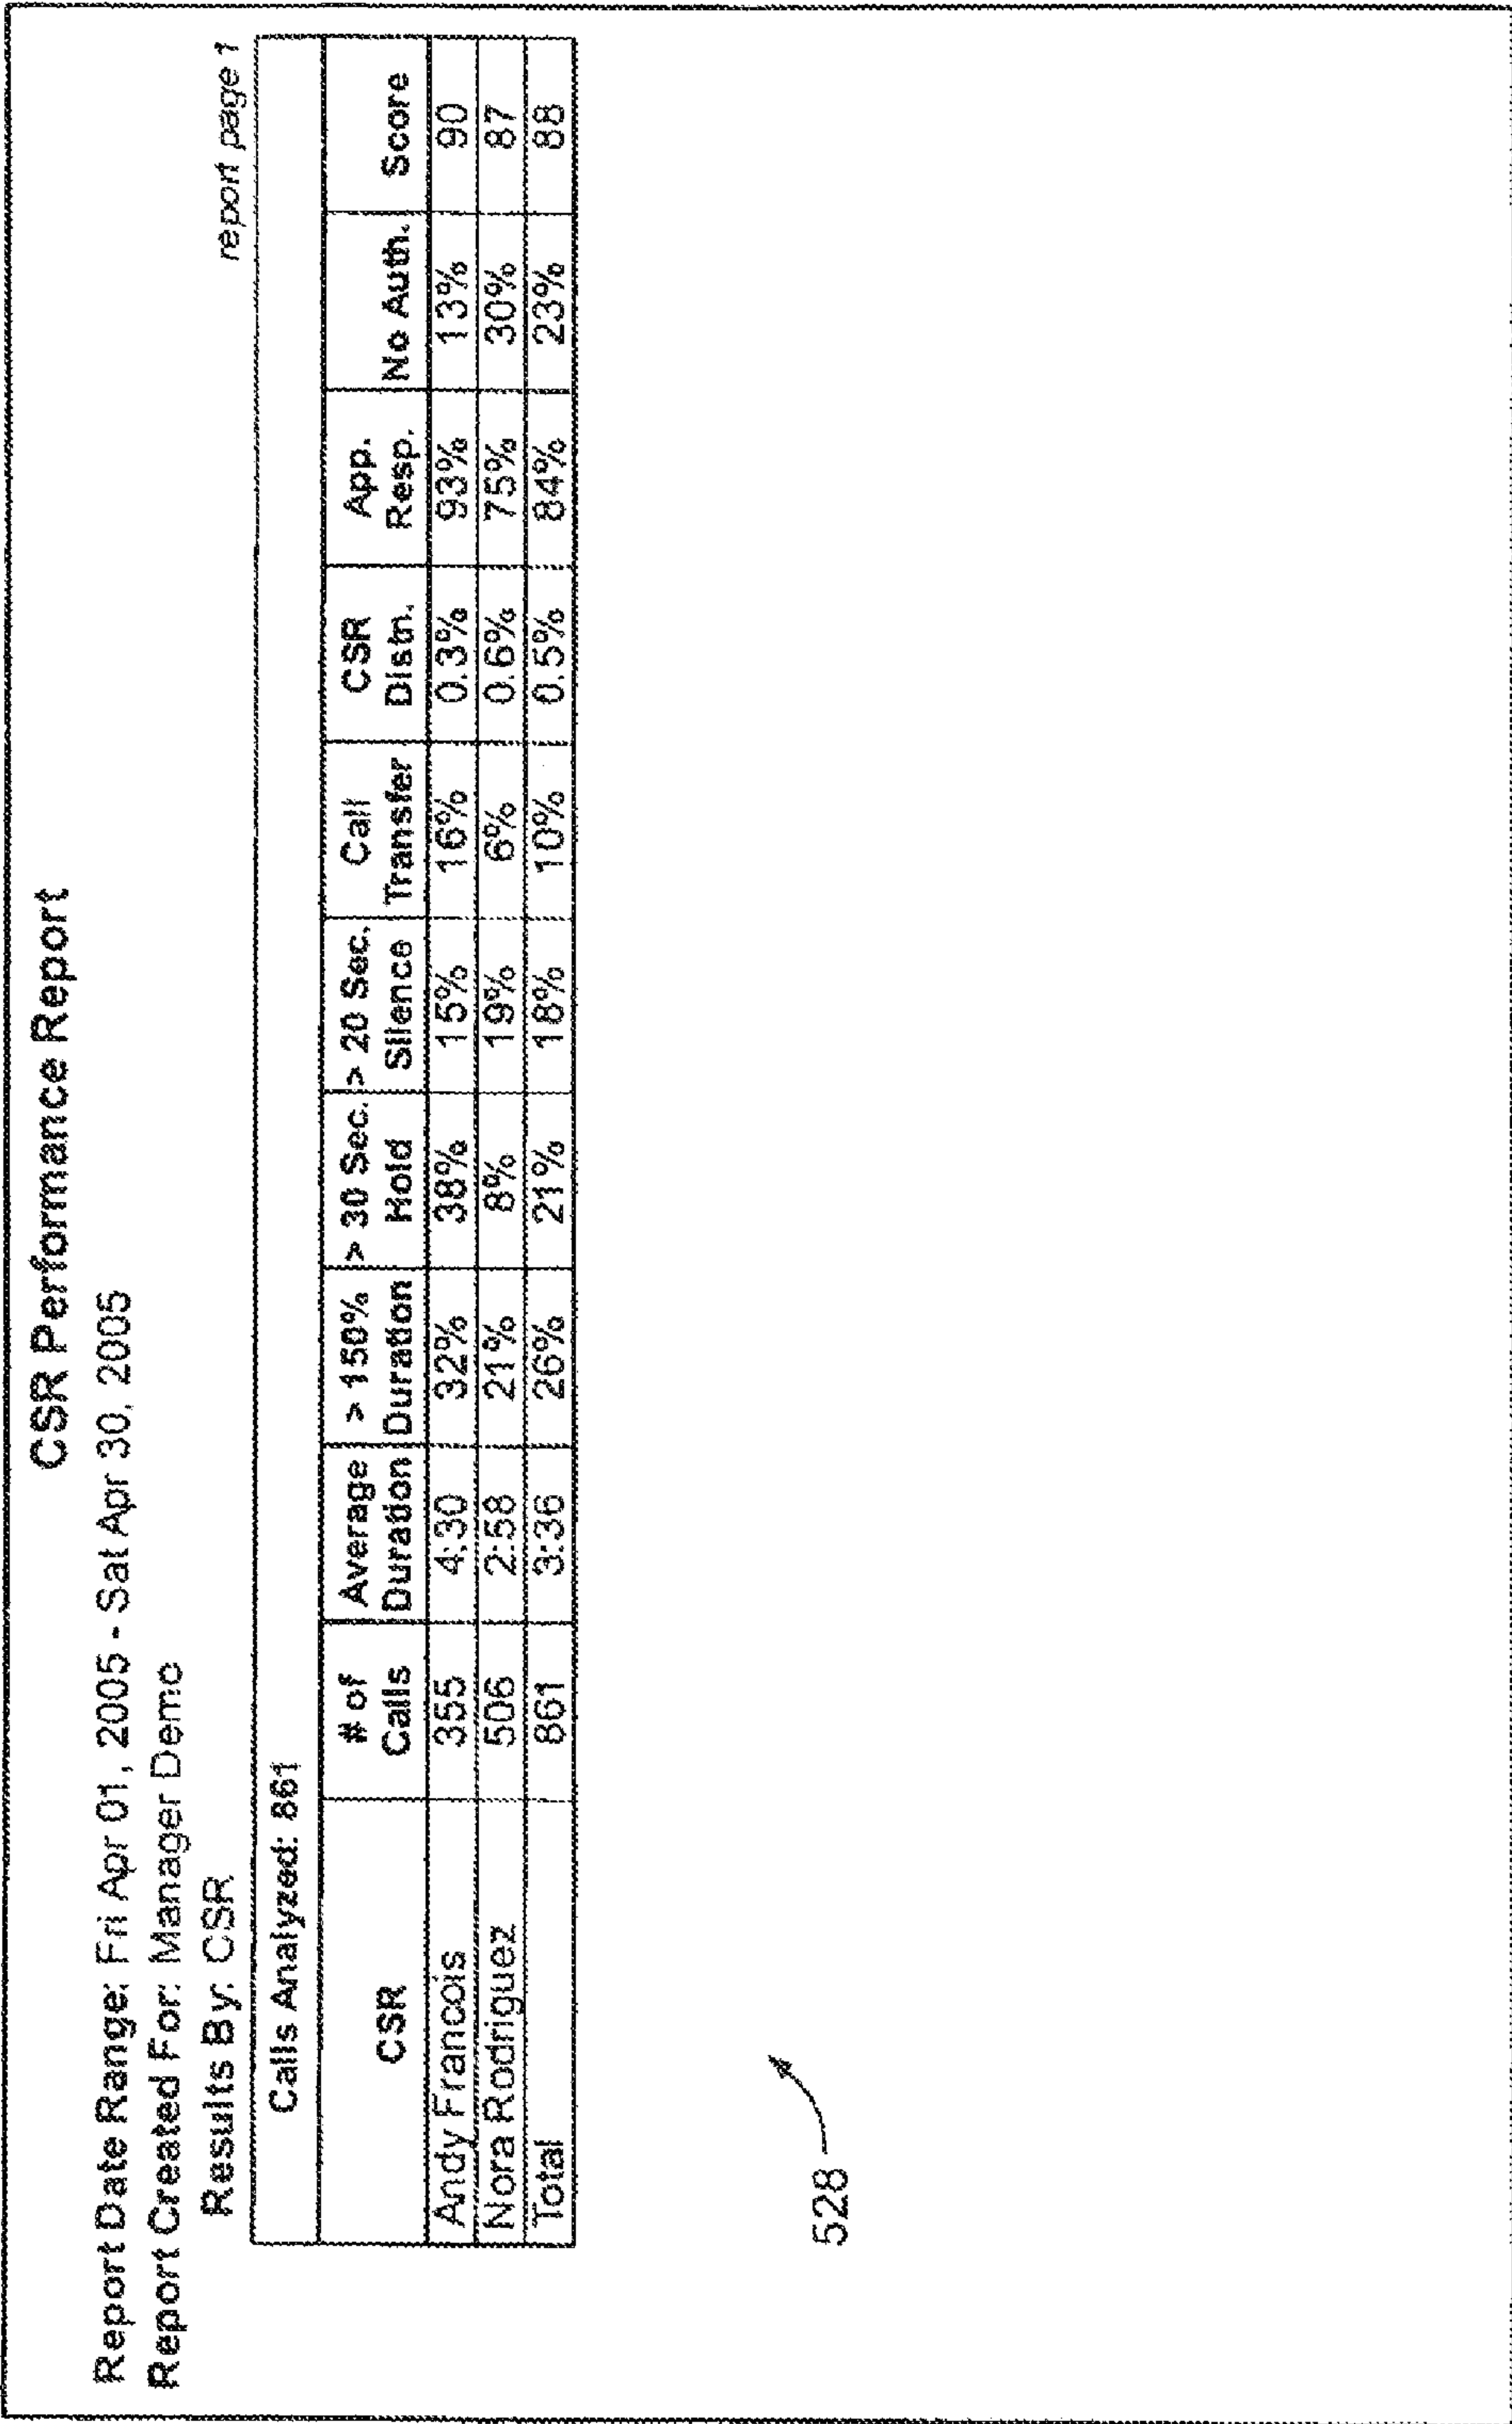 CSR Performance Report
Report Date Range: Fri Apr 01, 2005 - Sat Apr 30, 2005
Report Created For: Manager Demo
Results By: CSR
report page 1
Calls Analyzed: 861
CSR # of Calls Average Duration > 150% Duration > 30 Sec. Hold > 20 Sec. Silence Call Transfer CSR Distn. App. Resp. No Auth. Score
Andy Francois 355 4:30 32% 38% 15% 16% 0.3% 93% 13% 90
Nora Rodriguez 506 2:58 21% 8% 19% 6% 0.6% 75% 30% 87
Total 861 3:36 26% 21% 18% 10% 0.5% 84% 23% 88
528